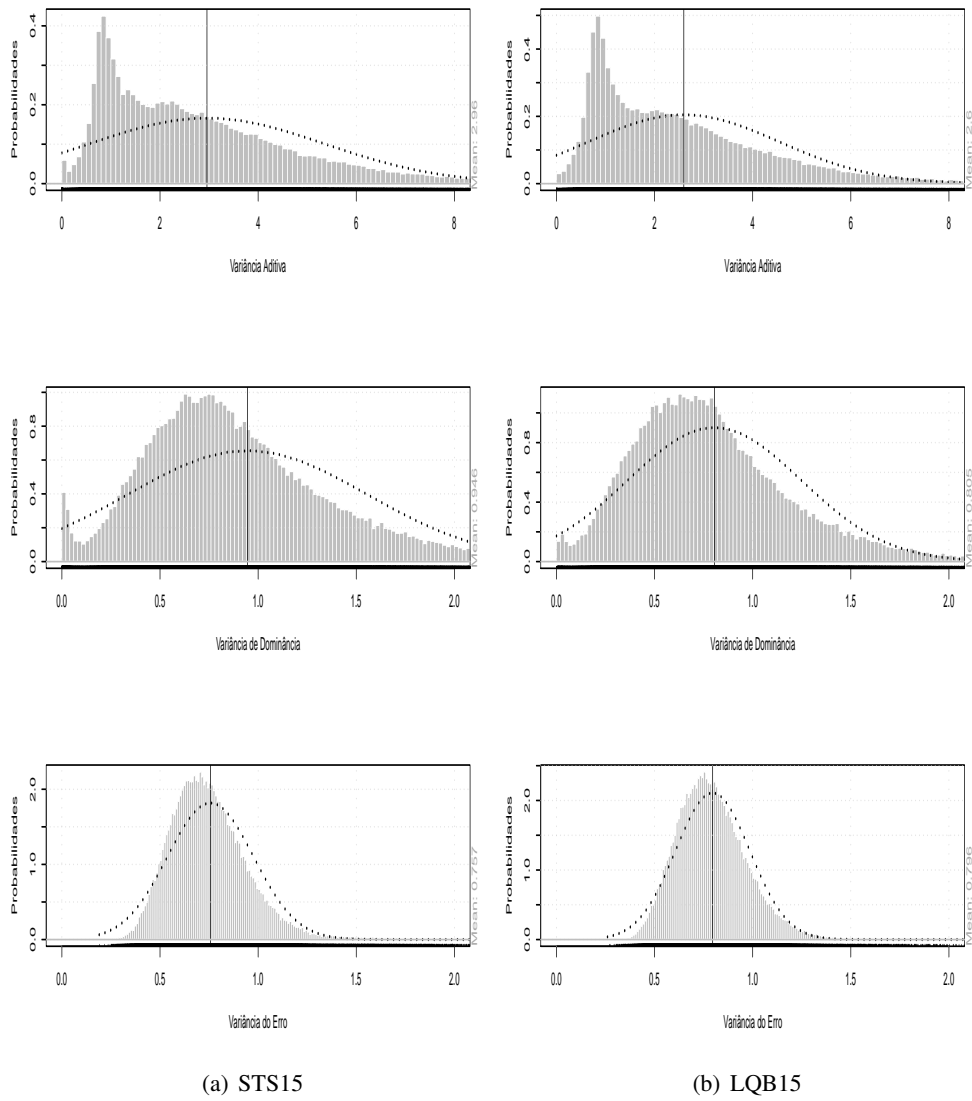 Probabilidades
0.0 0.2 0.4
0 2 4 6 8
Variância Aditiva
Mean: 2.96
Probabilidades
0.0 0.2 0.4
0 2 4 6 8
Variância Aditiva
Mean: 2.6
Probabilidades
0.0 0.4 0.8
0.0 0.5 1.0 1.5 2.0
Variância de Dominância
Mean: 0.946
Probabilidades
0.0 0.4 0.8
0.0 0.5 1.0 1.5 2.0
Variância de Dominância
Mean: 0.805
Probabilidades
0.0 1.0 2.0
0.0 0.5 1.0 1.5 2.0
Variância do Erro
Mean: 0.757
Probabilidades
0.0 1.0 2.0
0.0 0.5 1.0 1.5 2.0
Variância do Erro
Mean: 0.796
(a) STS15
(b) LQB15